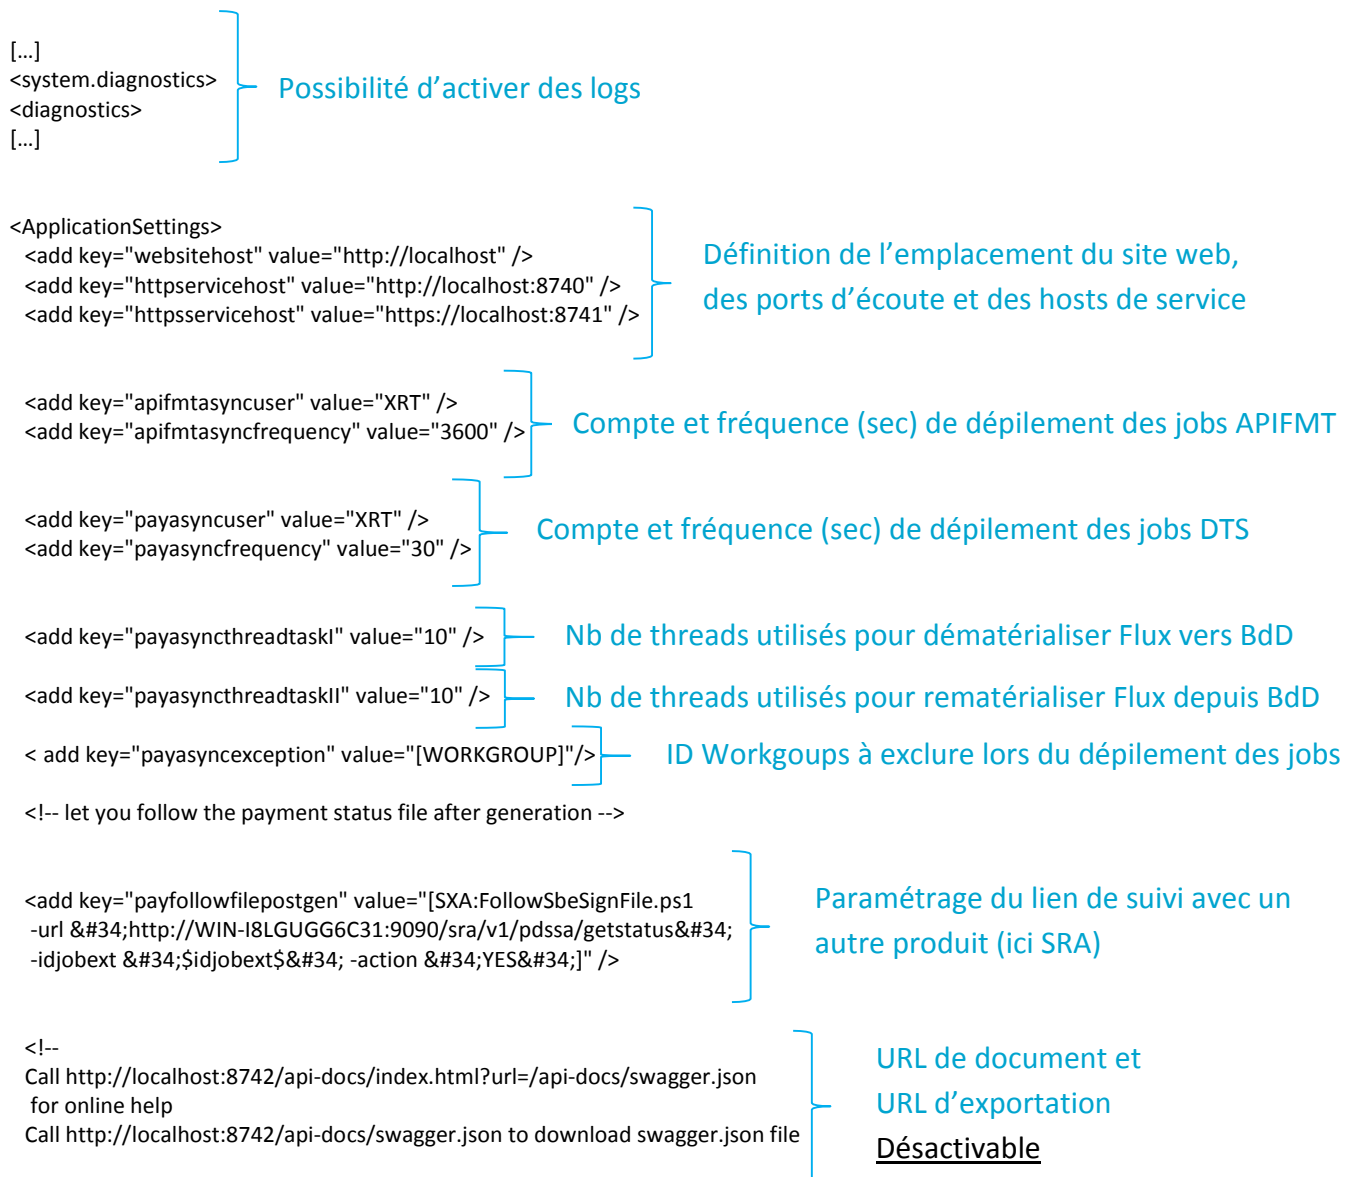 […]
<system.diagnostics>
<diagnostics>
[…]
Possibilité d’activer des logs
<ApplicationSettings>
<add key="websitehost" value="http://localhost" />
<add key="httpservicehost" value="http://localhost:8740" />
<add key="httpsservicehost" value="https://localhost:8741" />
Définition de l’emplacement du site web,
des ports d’écoute et des hosts de service
<add key="apifmtasyncuser" value="XRT" />
<add key="apifmtasyncfrequency" value="3600" />
Compte et fréquence (sec) de dépilement des jobs APIFMT
<add key="payasyncuser" value="XRT" />
<add key="payasyncfrequency" value="30" />
Compte et fréquence (sec) de dépilement des jobs DTS
<add key="payasyncthreadtaskI" value="10" />
Nb de threads utilisés pour dématérialiser Flux vers BdD
<add key="payasyncthreadtaskII" value="10" />
Nb de threads utilisés pour rematérialiser Flux depuis BdD
< add key="payasyncexception" value="[WORKGROUP]"/>
ID Workgoups à exclure lors du dépilement des jobs
<!-- let you follow the payment status file after generation -->
<add key="payfollowfilepostgen" value="[SXA:FollowSbeSignFile.ps1
-url &#34;http://WIN-I8LGUGG6C31:9090/sra/v1/pdssa/getstatus&#34;
-idjobext &#34;$idjobext$&#34; -action &#34;YES&#34;]" />
Paramétrage du lien de suivi avec un
autre produit (ici SRA)
<!--
Call http://localhost:8742/api-docs/index.html?url=/api-docs/swagger.json
for online help
Call http://localhost:8742/api-docs/swagger.json to download swagger.json file
URL de document et
URL d’exportation
Désactivable